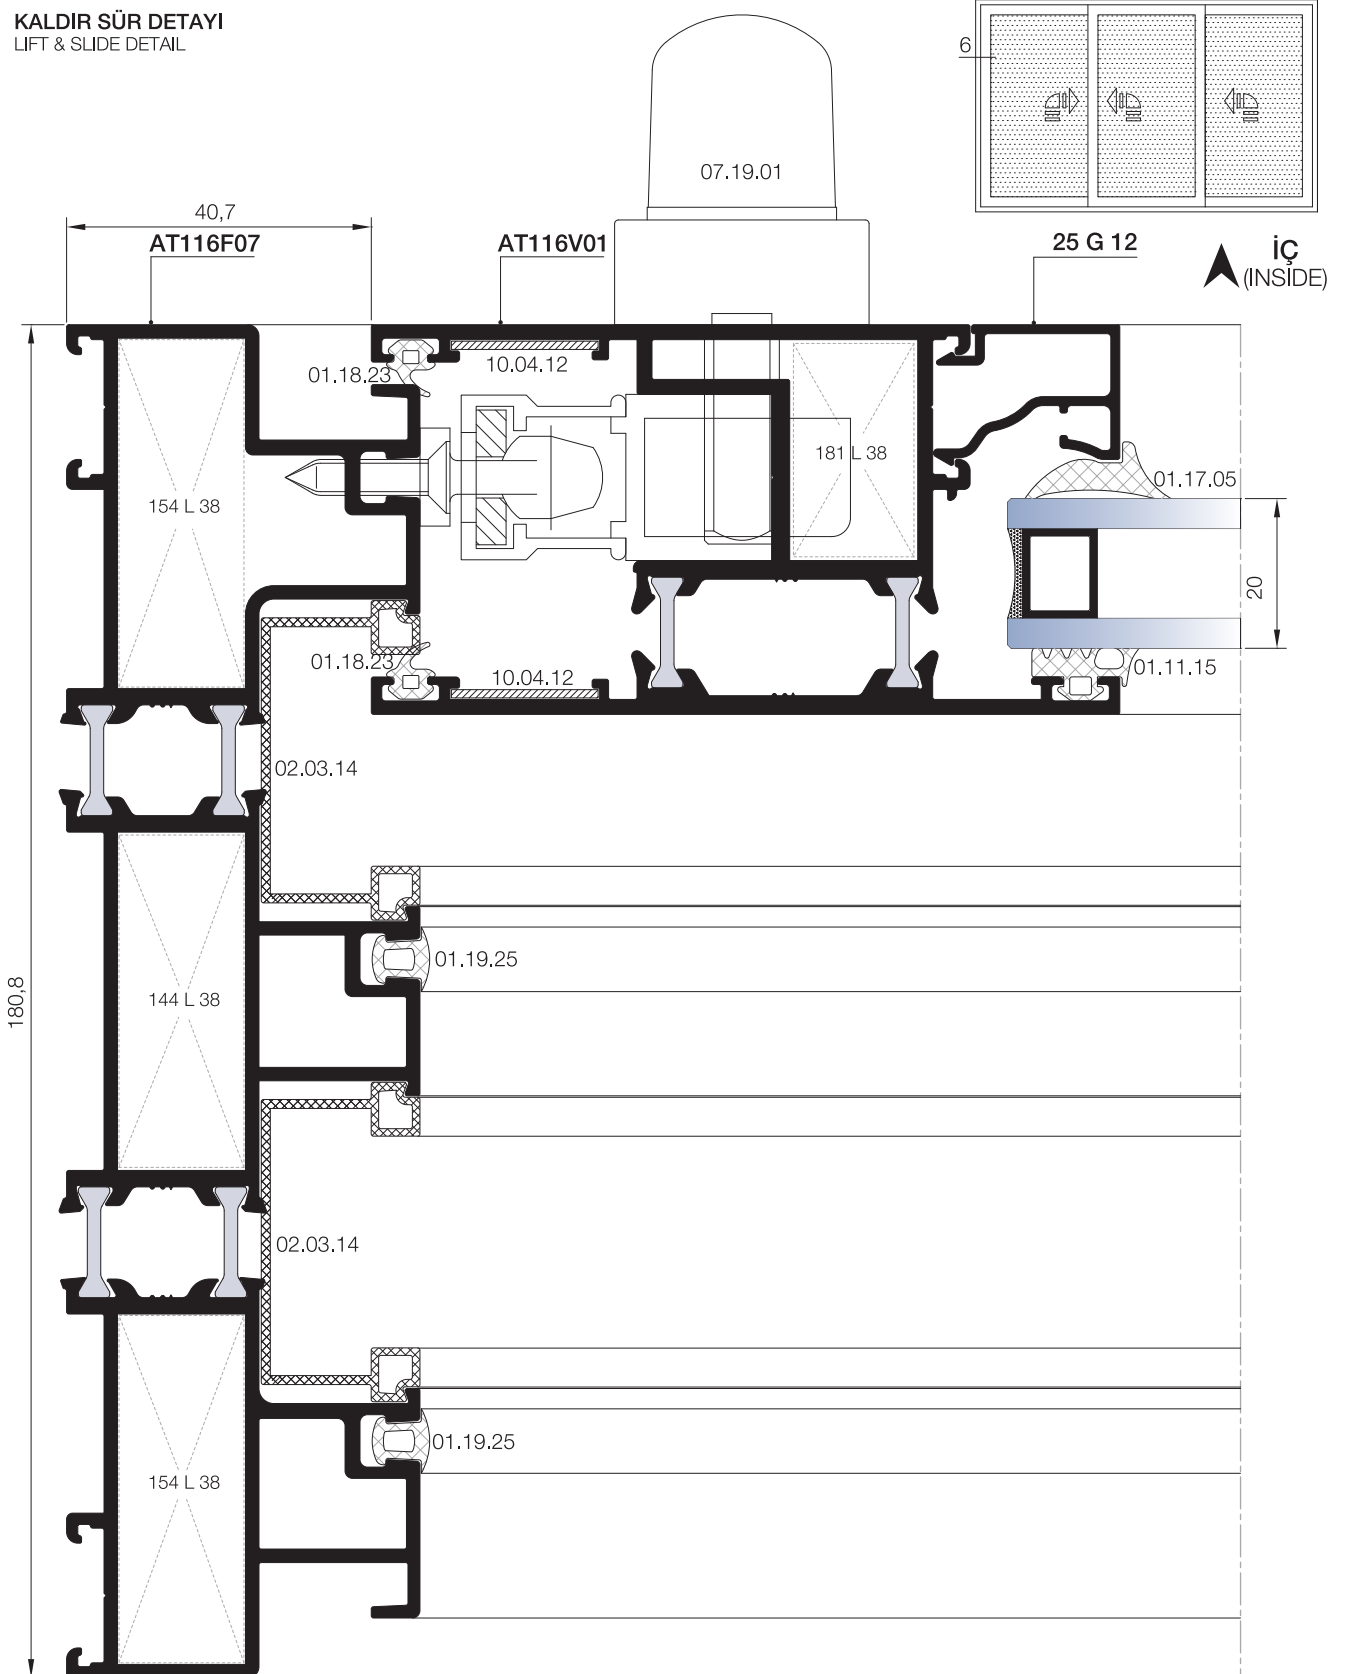 KALDIR SÜR DETAYI
LIFT & SLIDE DETAIL
6
07.19.01
40,7
AT116F07
AT116V01
25 G 12
İÇ
(INSIDE)
01.18.23
10.04.12
181 L 38
01.17.05
154 L 38
20
01.18.23
10.04.12
01.11.15
02.03.14
01.19.25
144 L 38
180,8
02.03.14
01.19.25
154 L 38